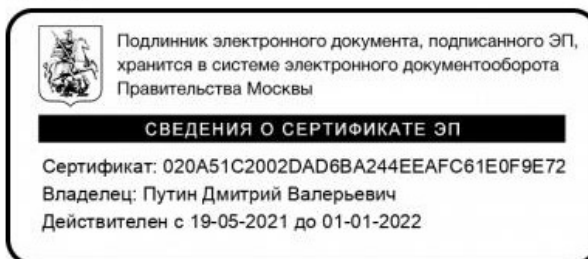 Подлинник электронного документа, подписанного ЭП,
хранится в системе электронного документооборота
Правительства Москвы
СВЕДЕНИЯ О СЕРТИФИКАТЕ ЭП
Сертификат: 020A51C2002DAD6BA244EEAFC61E0F9E72
Владелец: Путин Дмитрий Валерьевич
Действителен с 19-05-2021 до 01-01-2022